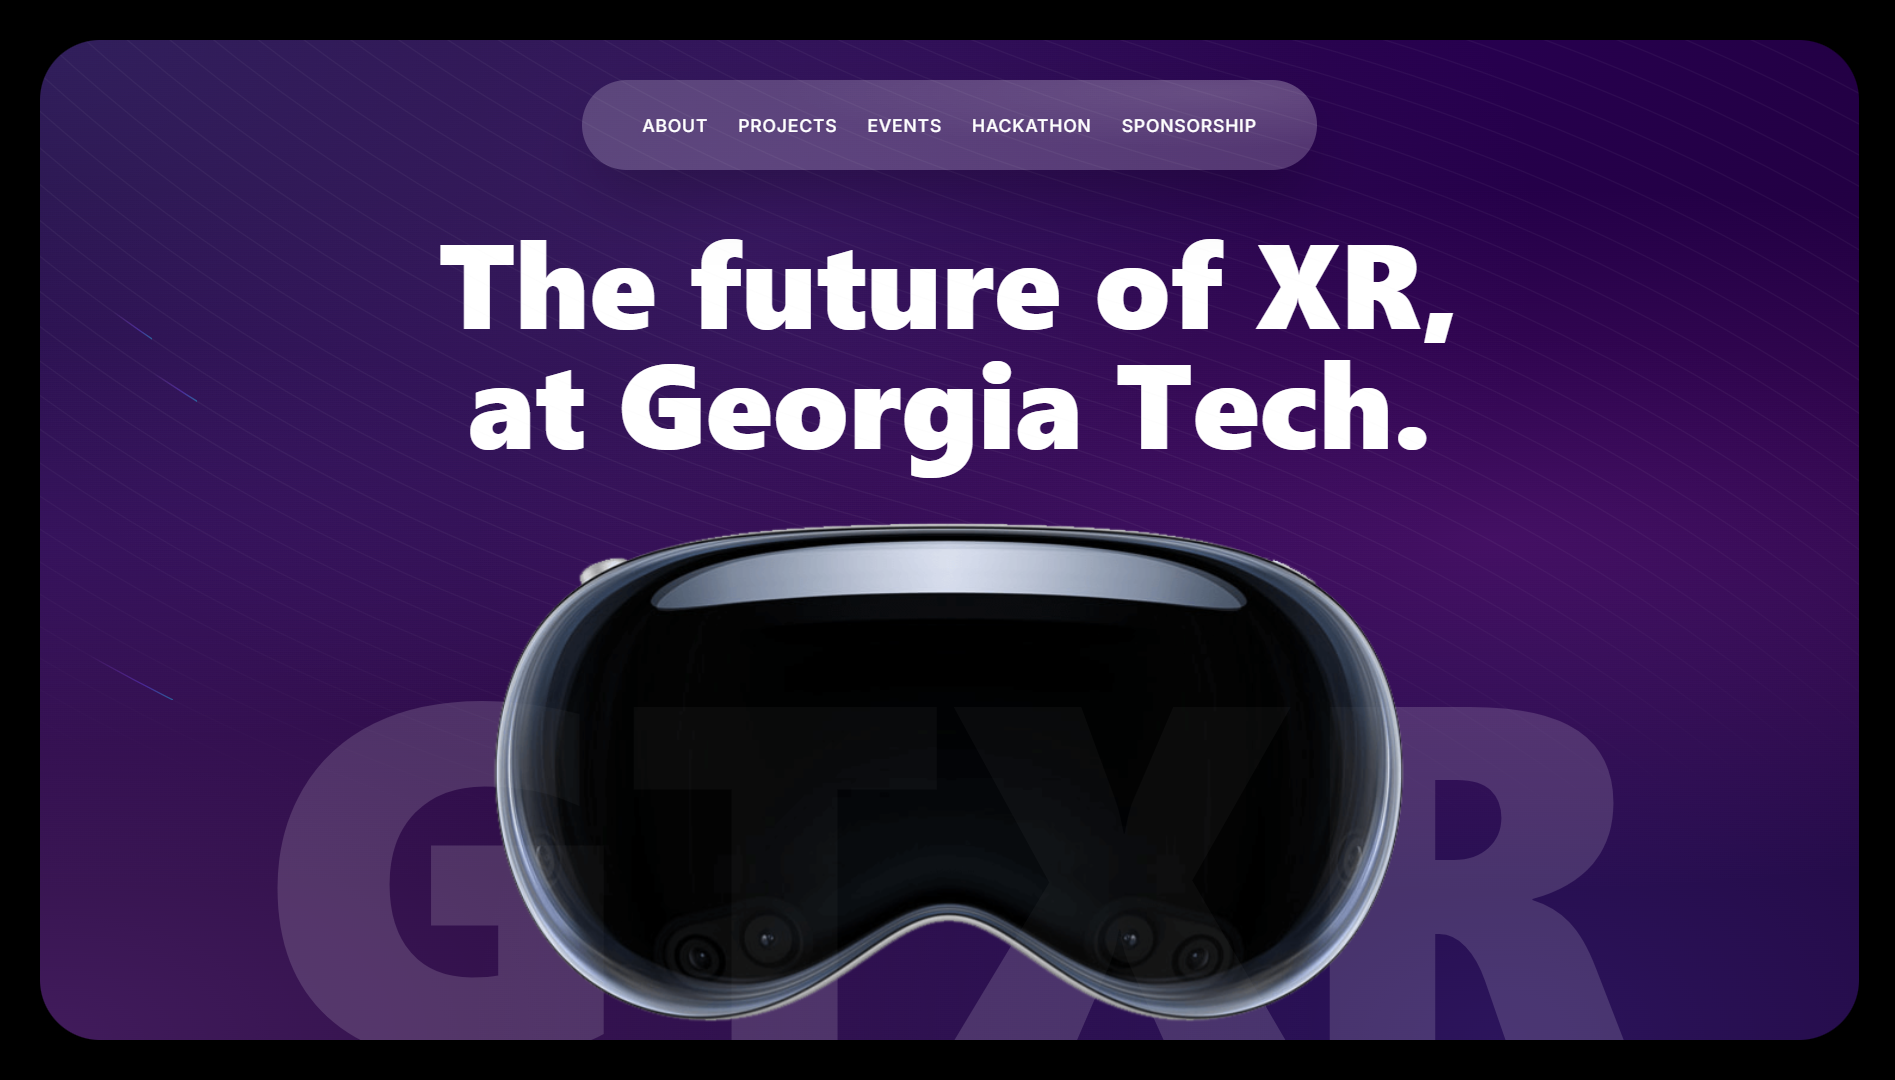 ABOUT PROJECTS EVENTS HACKATHON SPONSORSHIP
The future of XR,
at Georgia Tech.
GTXR